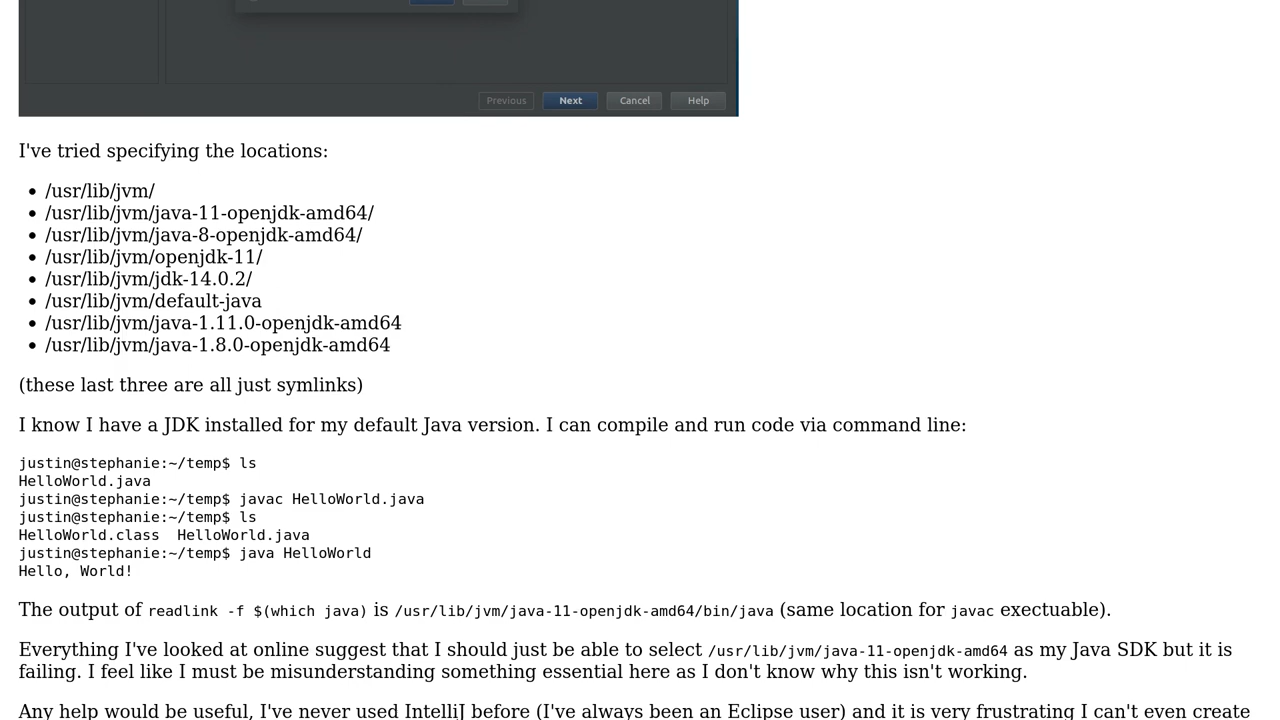 Previous Next Cancel Help
I've tried specifying the locations:
• /usr/lib/jvm/
• /usr/lib/jvm/java-11-openjdk-amd64/
• /usr/lib/jvm/java-8-openjdk-amd64/
• /usr/lib/jvm/openjdk-11/
• /usr/lib/jvm/jdk-14.0.2/
• /usr/lib/jvm/default-java
• /usr/lib/jvm/java-1.11.0-openjdk-amd64
• /usr/lib/jvm/java-1.8.0-openjdk-amd64
(these last three are all just symlinks)
I know I have a JDK installed for my default Java version. I can compile and run code via command line:
justin@stephanie:~/temp$ ls
HelloWorld.java
justin@stephanie:~/temp$ javac HelloWorld.java
justin@stephanie:~/temp$ ls
HelloWorld.class  HelloWorld.java
justin@stephanie:~/temp$ java HelloWorld
Hello, World!
The output of readlink -f $(which java) is /usr/lib/jvm/java-11-openjdk-amd64/bin/java (same location for javac exectuable).
Everything I've looked at online suggest that I should just be able to select /usr/lib/jvm/java-11-openjdk-amd64 as my Java SDK but it is
failing. I feel like I must be misunderstanding something essential here as I don't know why this isn't working.
Any help would be useful, I've never used IntelliJ before (I've always been an Eclipse user) and it is very frustrating I can't even create